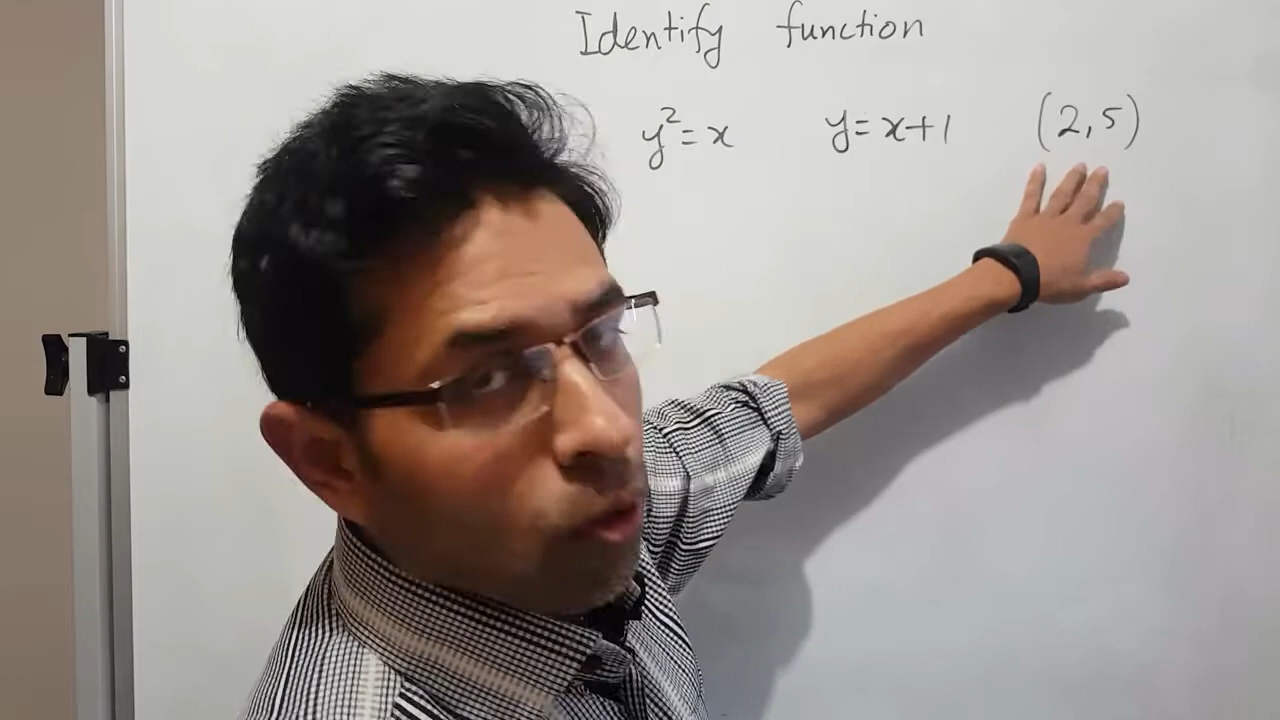 Identify function
y²=x y=x+1 (2,5)